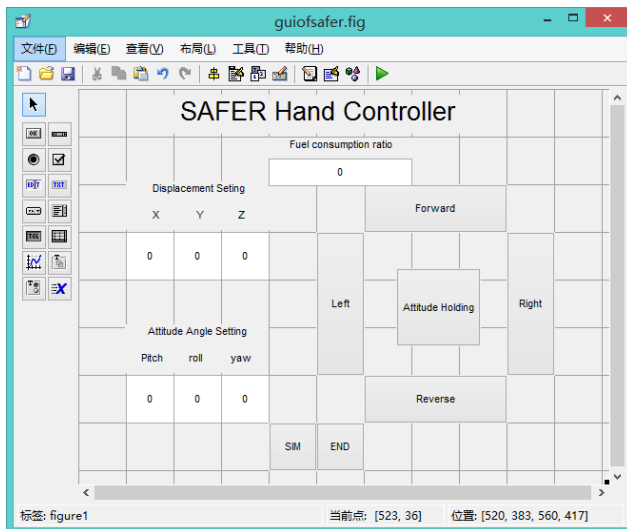 guiofsafer.fig
文件(F) 编辑(E) 查看(V) 布局(L) 工具(T) 帮助(H)
SAFER Hand Controller
Fuel consumption ratio
0
Displacement Seting
X Y Z
0 0 0
Forward
Left
Attitude Holding
Right
Attitude Angle Setting
Pitch roll yaw
0 0 0
Reverse
SIM END
标签: figure1
当前点: [523, 36]
位置: [520, 383, 560, 417]